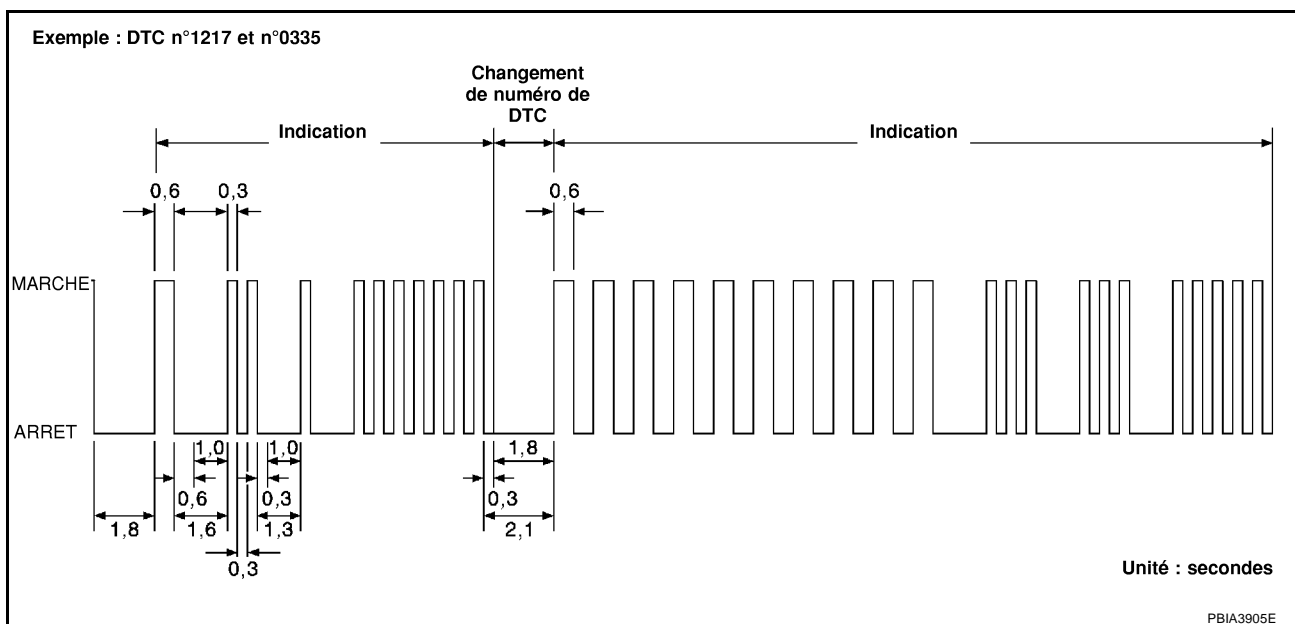 Exemple : DTC n°1217 et n°0335
Changement
de numéro de
DTC
Indication
Indication
0,6
0,3
0,6
MARCHE
ARRET
1,0
1,0
1,8
0,6
0,3
0,3
1,8
1,6
1,3
2,1
0,3
Unité : secondes
PBIA3905E